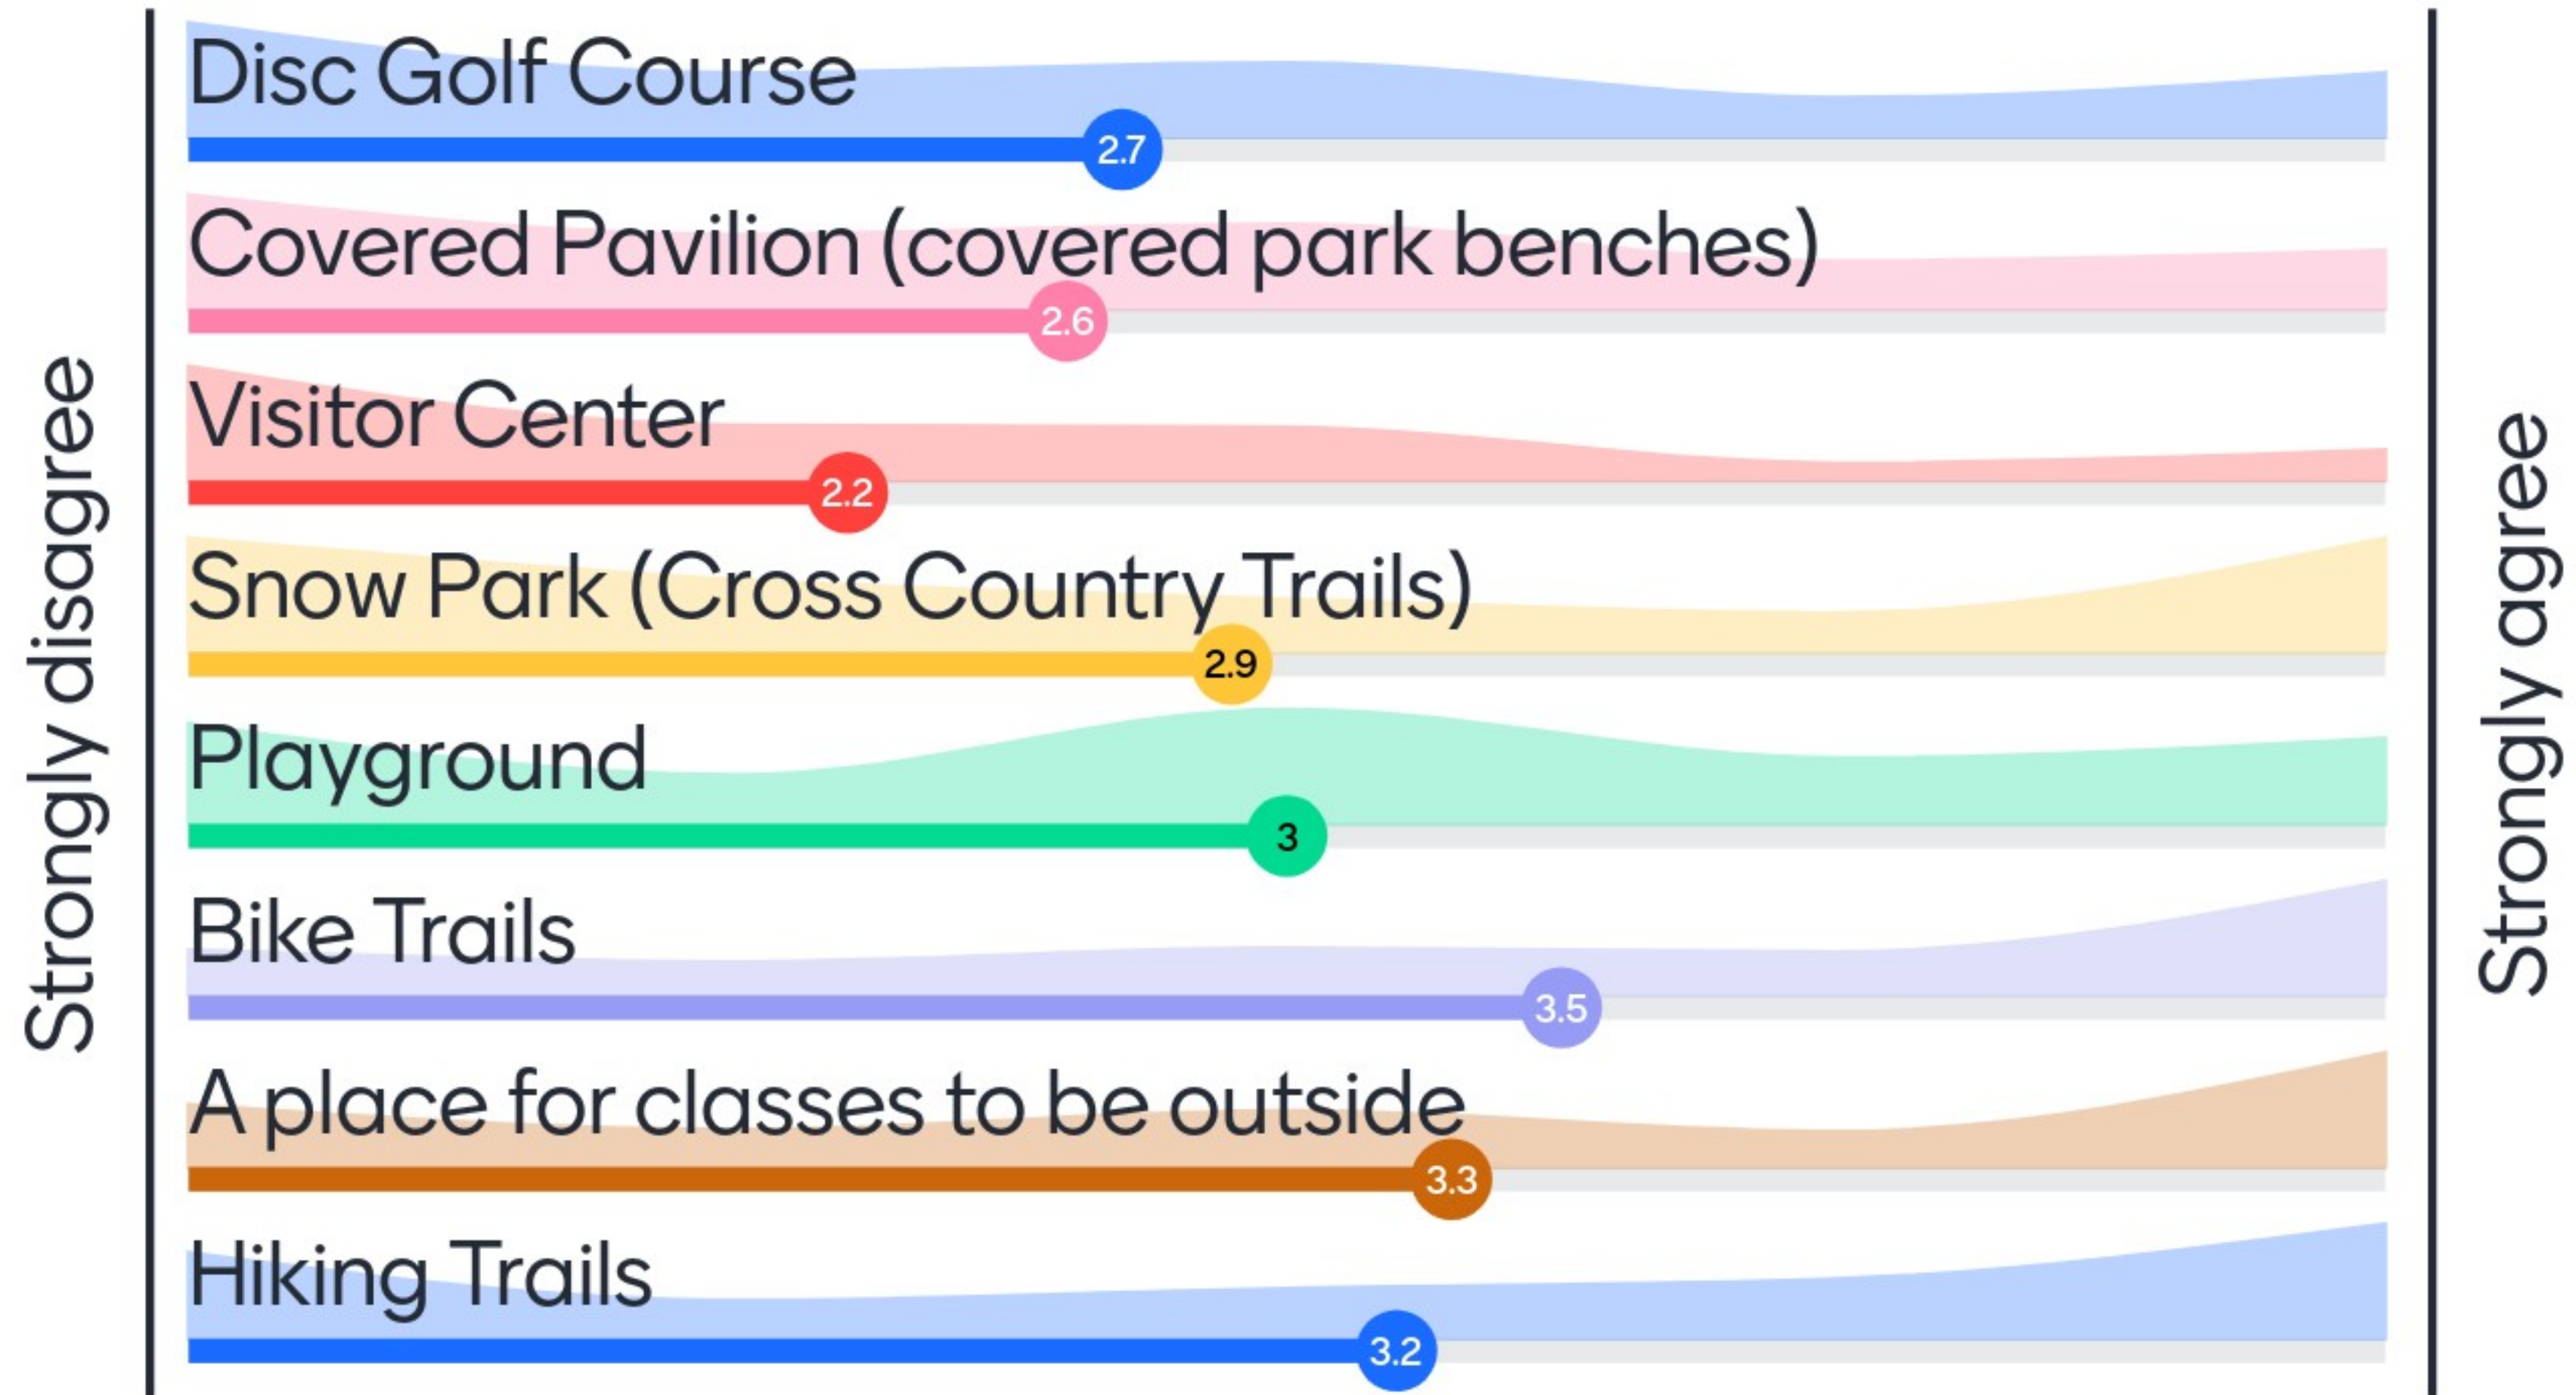 Strongly disagree
Disc Golf Course
2.7
Covered Pavilion (covered park benches)
2.6
Visitor Center
2.2
Snow Park (Cross Country Trails)
2.9
Playground
3
Bike Trails
3.5
A place for classes to be outside
3.3
Hiking Trails
3.2
Strongly agree